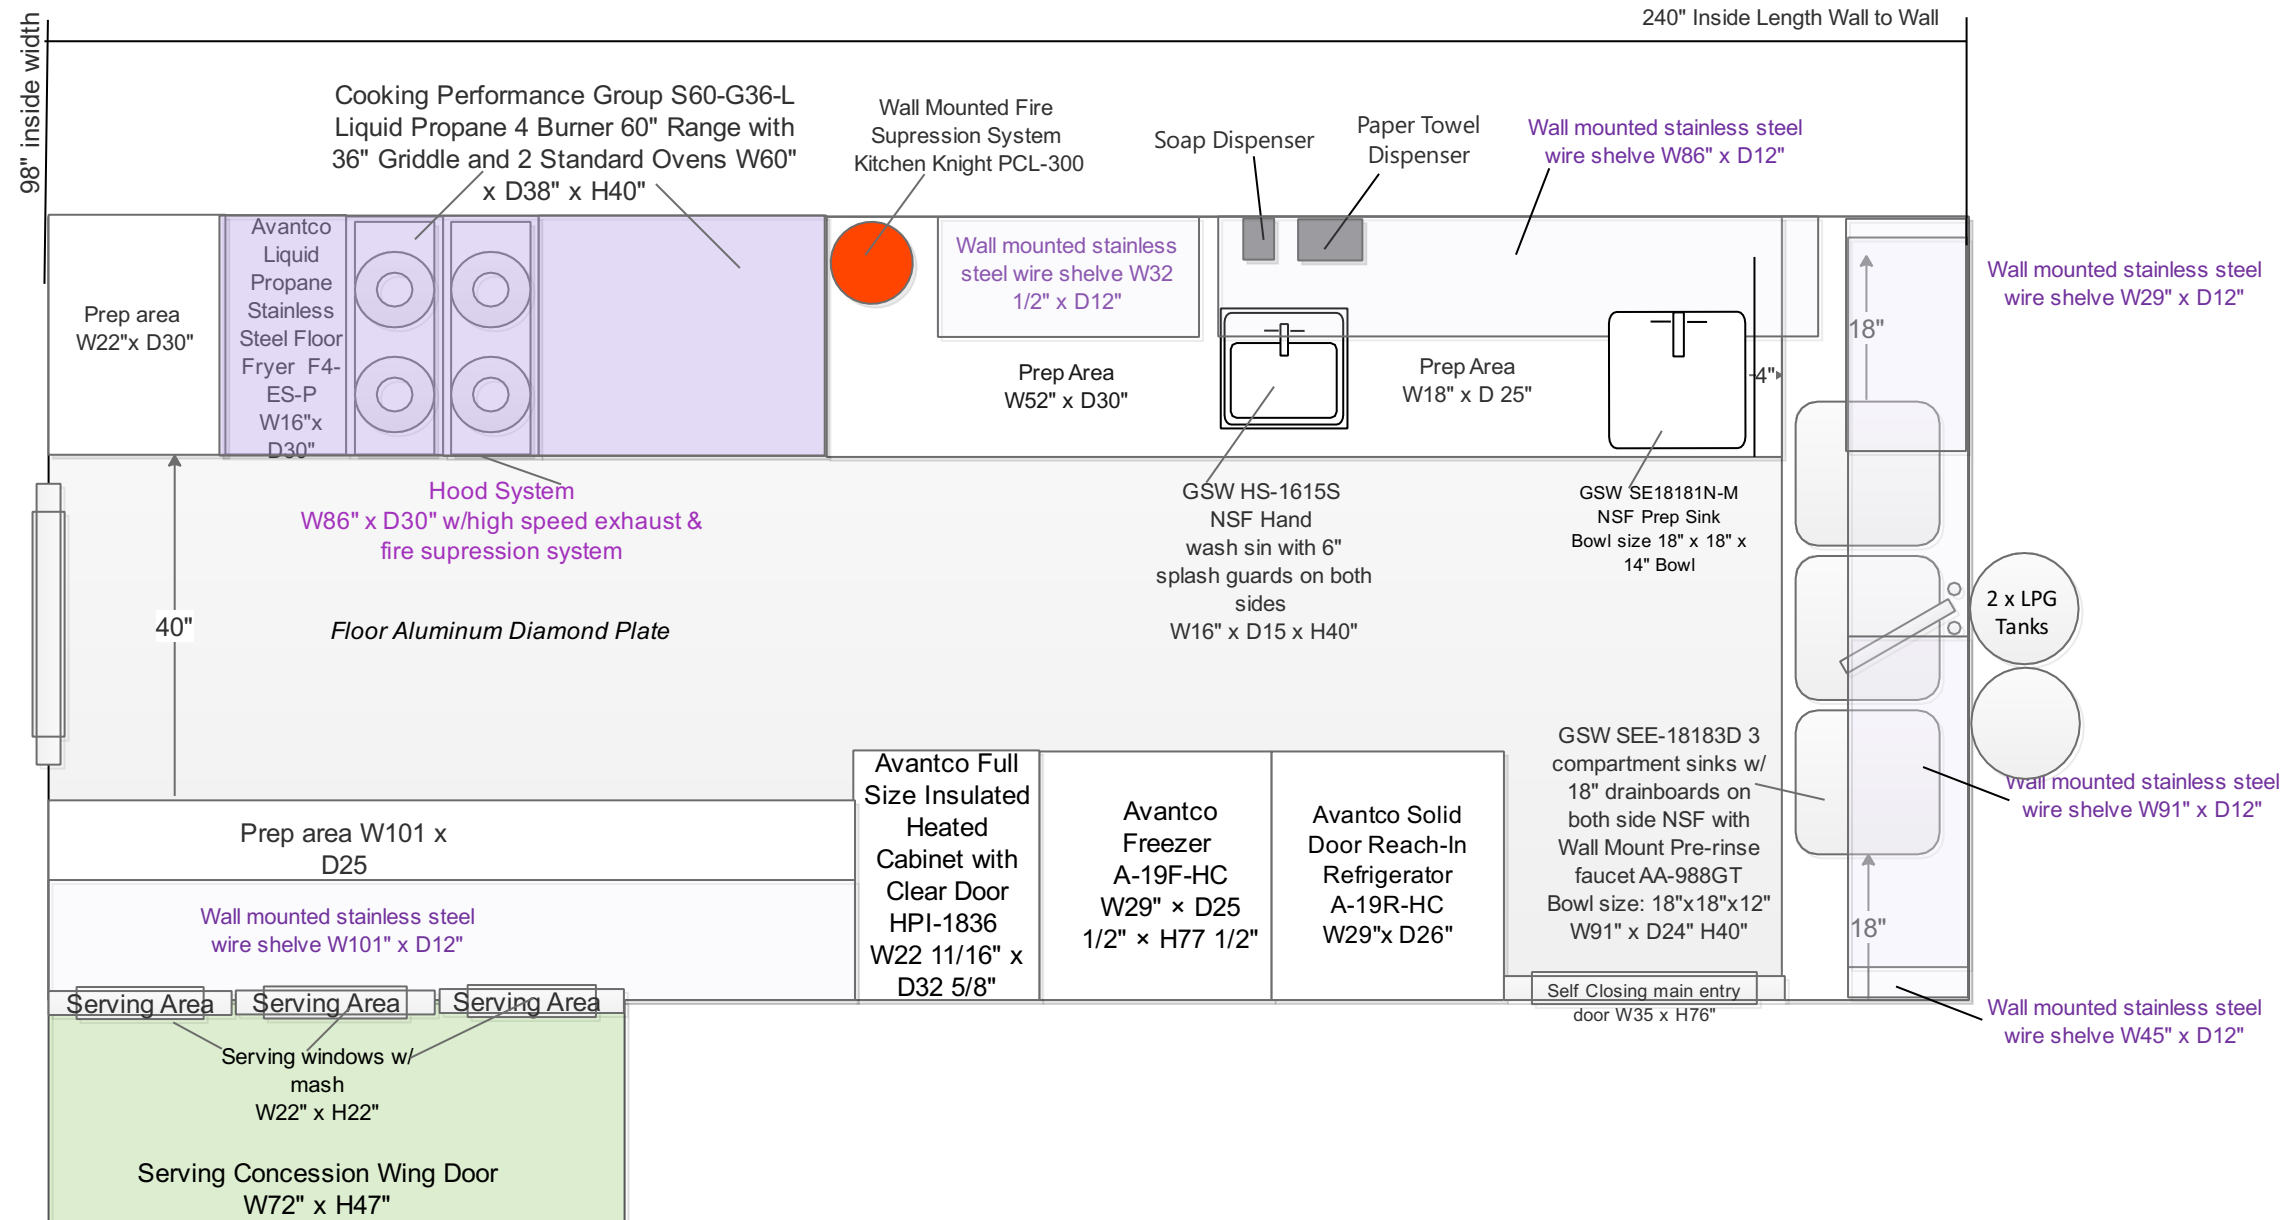 240" Inside Length Wall to Wall
98" inside width
Cooking Performance Group S60-G36-L
Liquid Propane 4 Burner 60" Range with
36" Griddle and 2 Standard Ovens W60"
x D38" x H40"
Wall Mounted Fire
Supression System
Kitchen Knight PCL-300
Soap Dispenser
Paper Towel
Dispenser
Wall mounted stainless steel
wire shelve W86" x D12"
Prep area
W22"x D30"
Avantco
Liquid
Propane
Stainless
Steel Floor
Fryer F4-
ES-P
W16"x
D30"
Wall mounted stainless
steel wire shelve W32
1/2" x D12"
Prep Area
W52" x D30"
Prep Area
W18" x D 25"
4"
18"
Wall mounted stainless steel
wire shelve W29" x D12"
Hood System
W86" x D30" w/high speed exhaust &
fire supression system
GSW HS-1615S
NSF Hand
wash sin with 6"
splash guards on both
sides
W16" x D15 x H40"
GSW SE18181N-M
NSF Prep Sink
Bowl size 18" x 18" x
14" Bowl
40"
Floor Aluminum Diamond Plate
2 x LPG
Tanks
Prep area W101 x
D25
Wall mounted stainless steel
wire shelve W101" x D12"
Avantco Full
Size Insulated
Heated
Cabinet with
Clear Door
HPI-1836
W22 11/16" x
D32 5/8"
Avantco
Freezer
A-19F-HC
W29" × D25
1/2" × H77 1/2"
Avantco Solid
Door Reach-In
Refrigerator
A-19R-HC
W29"x D26"
GSW SEE-18183D 3
compartment sinks w/
18" drainboards on
both side NSF with
Wall Mount Pre-rinse
faucet AA-988GT
Bowl size: 18"x18"x12"
W91" x D24" H40"
18"
Wall mounted stainless steel
wire shelve W91" x D12"
Self Closing main entry
door W35 x H76"
Wall mounted stainless steel
wire shelve W45" x D12"
Serving Area
Serving Area
Serving Area
Serving windows w/
mash
W22" x H22"
Serving Concession Wing Door
W72" x H47"